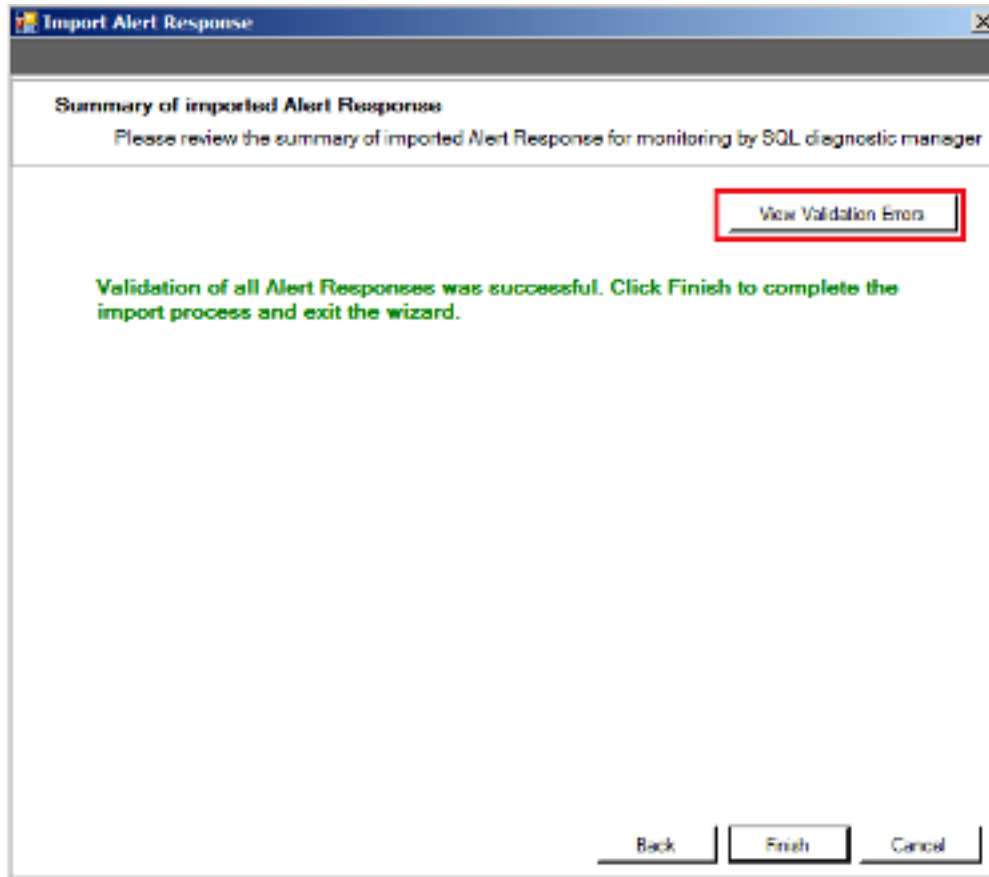 Import Alert Response
Summary of imported Alert Response
Please review the summary of imported Alert Response for monitoring by SQL diagnostic manager
View Validation Errors
Validation of all Alert Responses was successful. Click Finish to complete the
import process and exit the wizard.
Back Finish Cancel